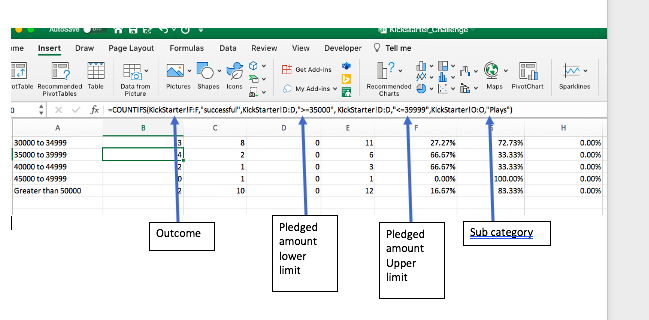 AutoSave
Kickstarter_Challenge
me Insert Draw Page Layout Formulas Data Review View Developer Tell me
Get Add-ins
My Add-ins
otTable Recommended Table Data from Pictures Shapes Icons Recommended Maps PivotChart Sparklines
PivotTables Picture Charts
fx =COUNTIFS(Kickstarter!F:F,"successful",Kickstarter!D:D,">=35000", Kickstarter!D:D,"<=39999",Kickstarter!O:O,"Plays")
A B C D E F G H
30000 to 34999 3 8 0 11 27.27% 72.73% 0.00%
35000 to 39999 4 2 0 6 66.67% 33.33% 0.00%
40000 to 44999 2 1 0 3 66.67% 33.33% 0.00%
45000 to 49999 0 1 0 1 0.00% 100.00% 0.00%
Greater than 50000 2 10 0 12 16.67% 83.33% 0.00%
Outcome
Pledged
amount
lower
limit
Pledged
amount
Upper
limit
Sub category